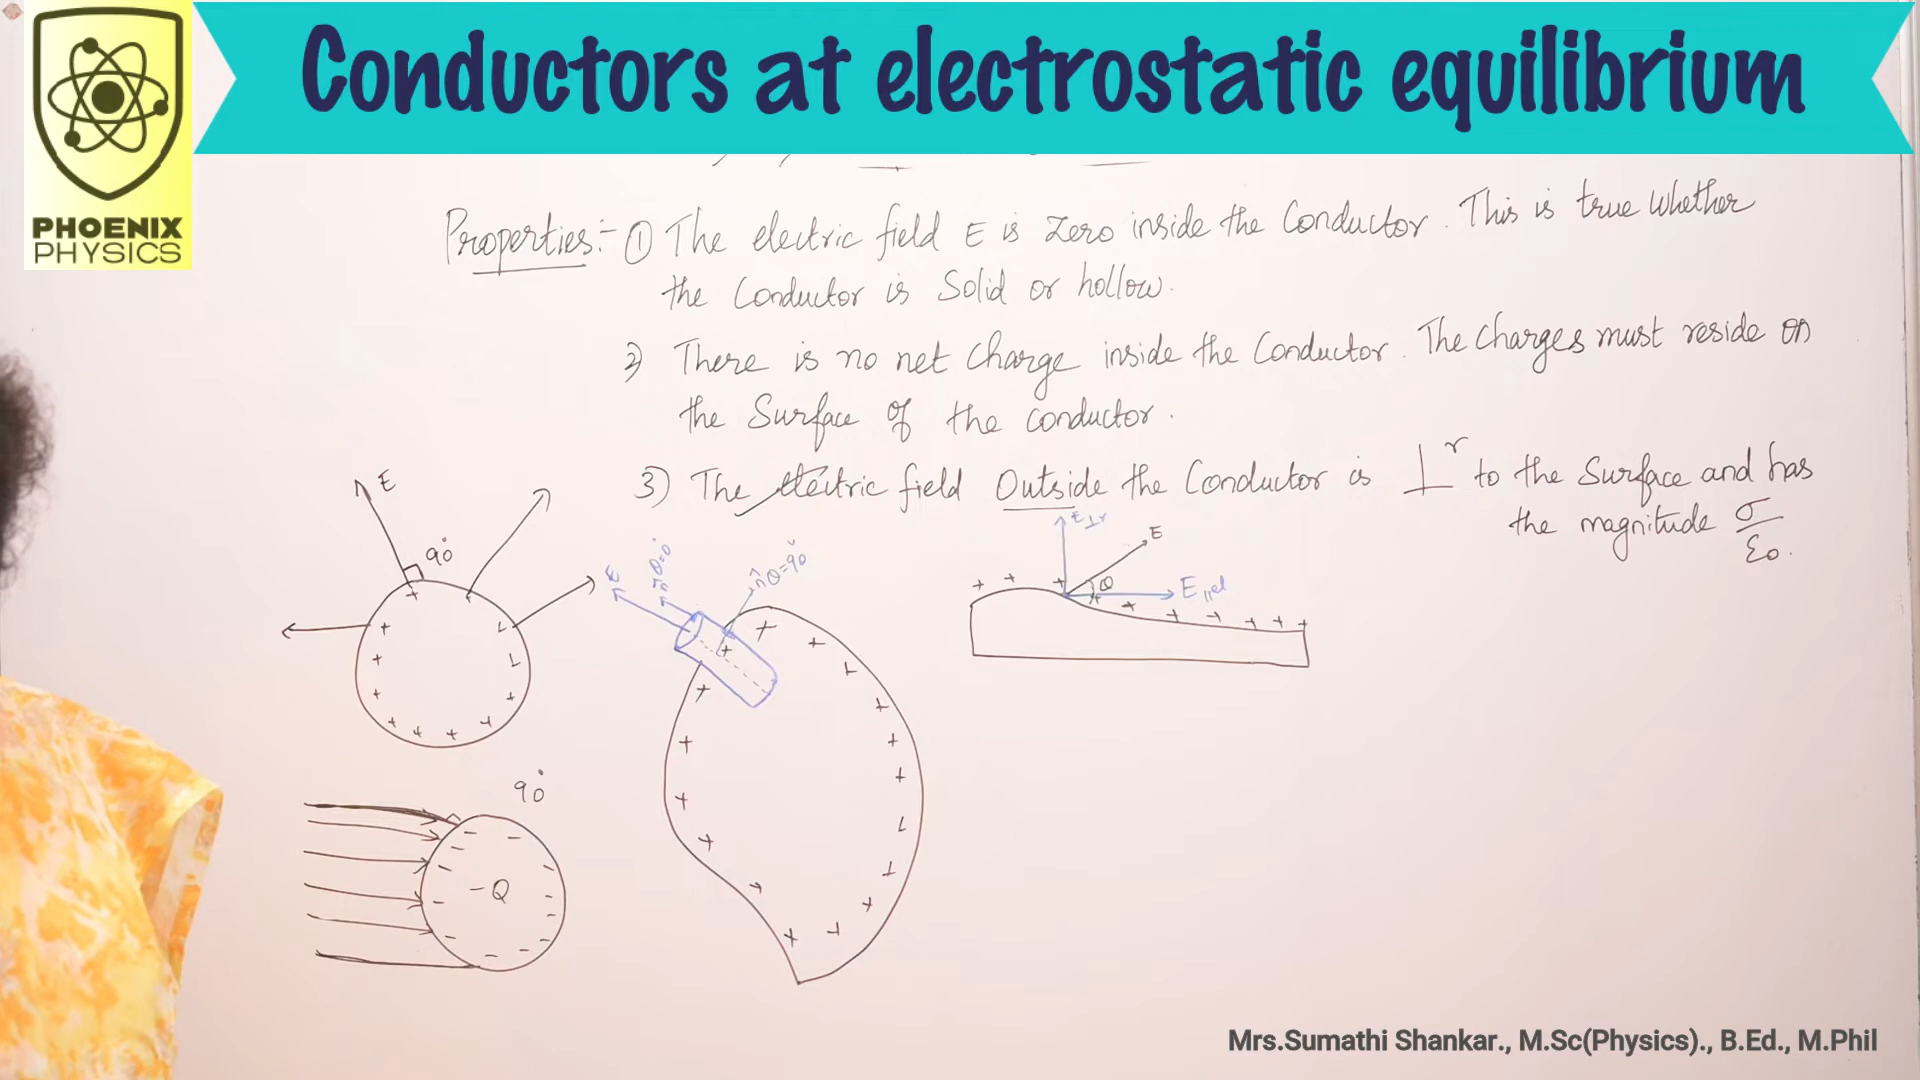 Conductors at electrostatic equilibrium
PHOENIX
PHYSICS
Properties:- ① The electric field E is Zero inside the Conductor. This is true whether
the Conductor is Solid or hollow.
2) There is no net charge inside the Conductor. The charges must reside on
the Surface of the conductor.
3) The electric field Outside the Conductor is ⊥r to the Surface and has
the magnitude σ/ε₀.
E
90°
E
n̂ θ=0°
n̂ θ=90°
E⊥r
E
θ
E||el
90°
-Q
Mrs.Sumathi Shankar., M.Sc(Physics)., B.Ed., M.Phil